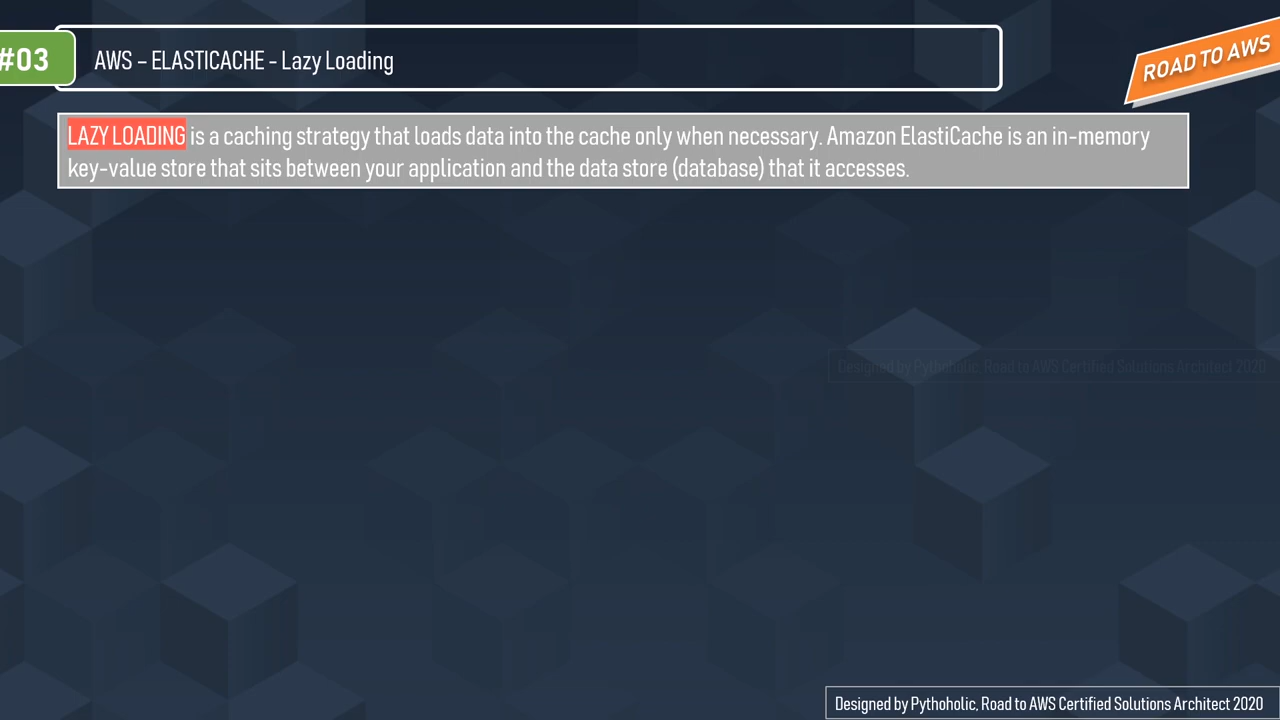 #03
AWS – ELASTICACHE - Lazy Loading
ROAD TO AWS
LAZY LOADING is a caching strategy that loads data into the cache only when necessary. Amazon ElastiCache is an in-memory
key-value store that sits between your application and the data store (database) that it accesses.
Designed by Pythoholic, Road to AWS Certified Solutions Architect 2020
Designed by Pythoholic, Road to AWS Certified Solutions Architect 2020